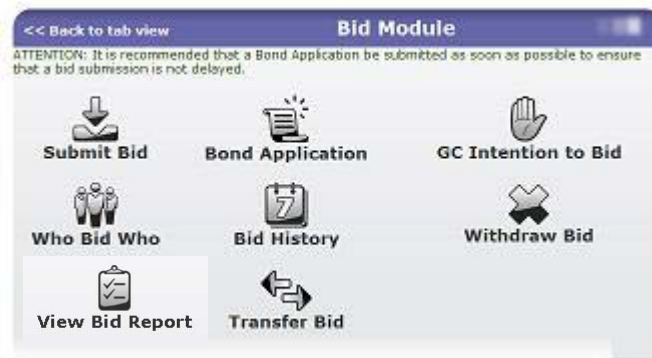 << Back to tab view Bid Module
ATTENTION: It is recommended that a Bond Application be submitted as soon as possible to ensure
that a bid submission is not delayed.
Submit Bid Bond Application GC Intention to Bid
7
Who Bid Who Bid History Withdraw Bid
View Bid Report Transfer Bid